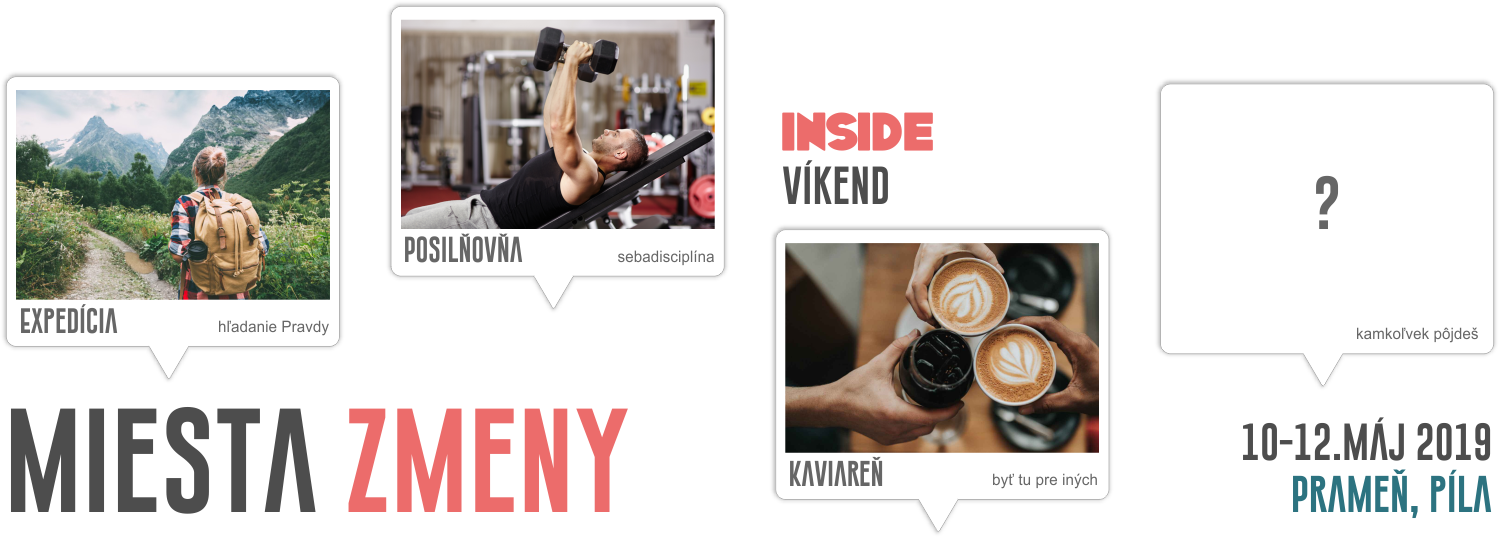 EXPEDÍCIA
hľadanie Pravdy
POSILŇOVŇA
sebadisciplína
INSIDE
VÍKEND
KAVIAREŇ
byť tu pre iných
?
kamkoľvek pôjdeš
MIESTA ZMENY
10-12.MÁJ 2019
PRAMEŇ, PÍLA